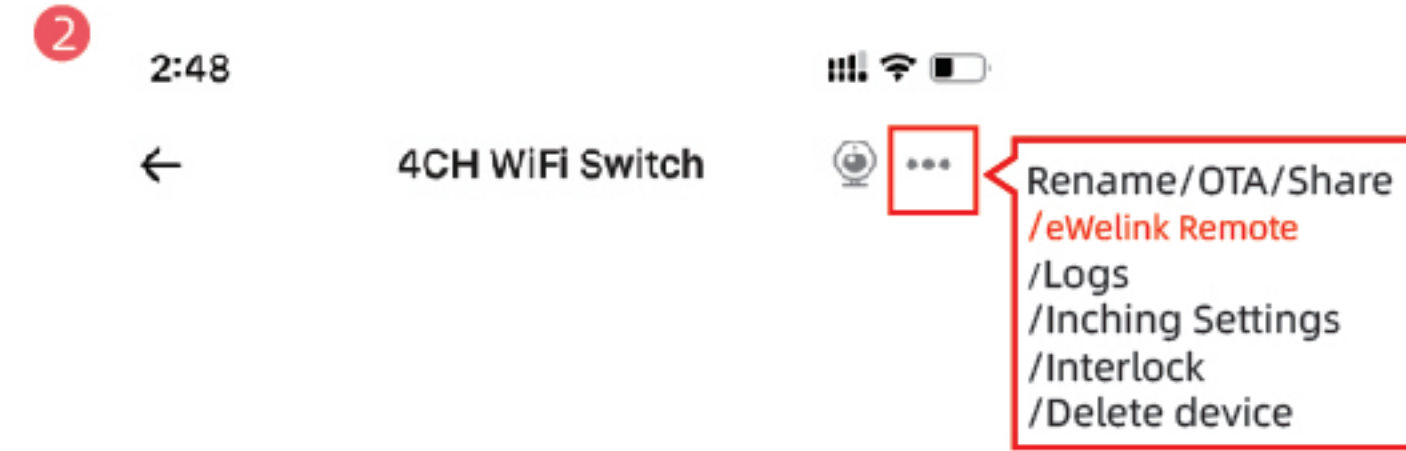 2
2:48
4CH WiFi Switch
Rename/OTA/Share
/eWelink Remote
/Logs
/Inching Settings
/Interlock
/Delete device